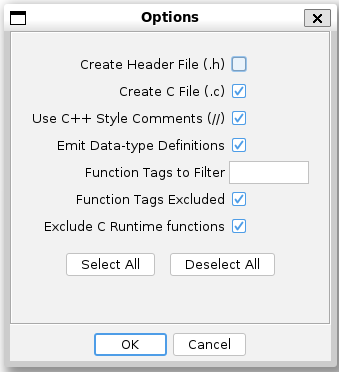 Options
Create Header File (.h)
Create C File (.c)
Use C++ Style Comments (//)
Emit Data-type Definitions
Function Tags to Filter
Function Tags Excluded
Exclude C Runtime functions
Select All Deselect All
OK Cancel